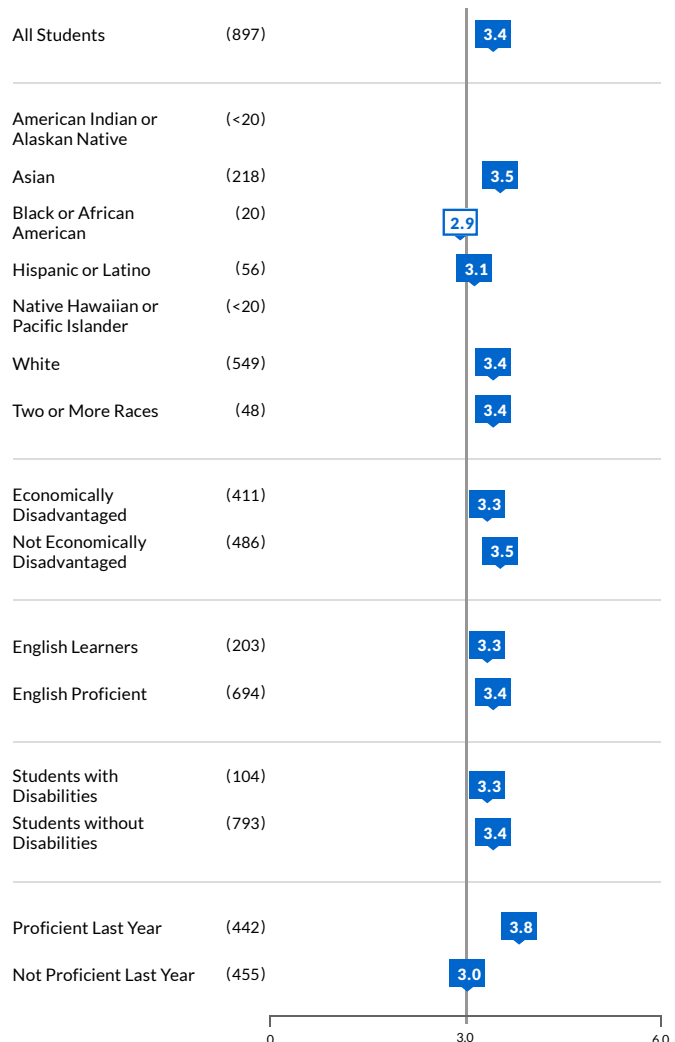 All Students (897) 3.4
American Indian or (<20)
Alaskan Native
Asian (218) 3.5
Black or African (20) 2.9
American
Hispanic or Latino (56) 3.1
Native Hawaiian or (<20)
Pacific Islander
White (549) 3.4
Two or More Races (48) 3.4
Economically (411) 3.3
Disadvantaged
Not Economically (486) 3.5
Disadvantaged
English Learners (203) 3.3
English Proficient (694) 3.4
Students with (104) 3.3
Disabilities
Students without (793) 3.4
Disabilities
Proficient Last Year (442) 3.8
Not Proficient Last Year (455) 3.0
0 3.0 6.0